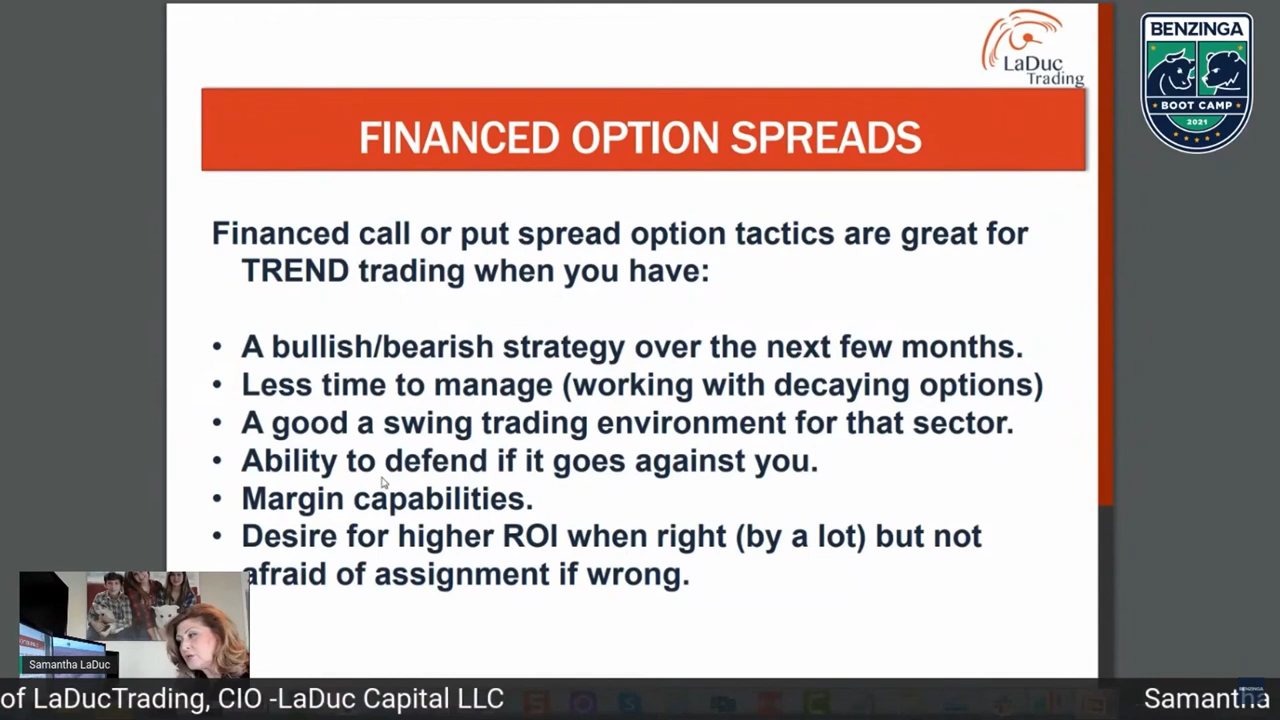 LaDuc
Trading
BENZINGA
BOOT CAMP
2021
FINANCED OPTION SPREADS
Financed call or put spread option tactics are great for
TREND trading when you have:
• A bullish/bearish strategy over the next few months.
• Less time to manage (working with decaying options)
• A good a swing trading environment for that sector.
• Ability to defend if it goes against you.
• Margin capabilities.
• Desire for higher ROI when right (by a lot) but not
afraid of assignment if wrong.
Samantha LaDuc
of LaDucTrading, CIO -LaDuc Capital LLC
Samantha
BENZINGA